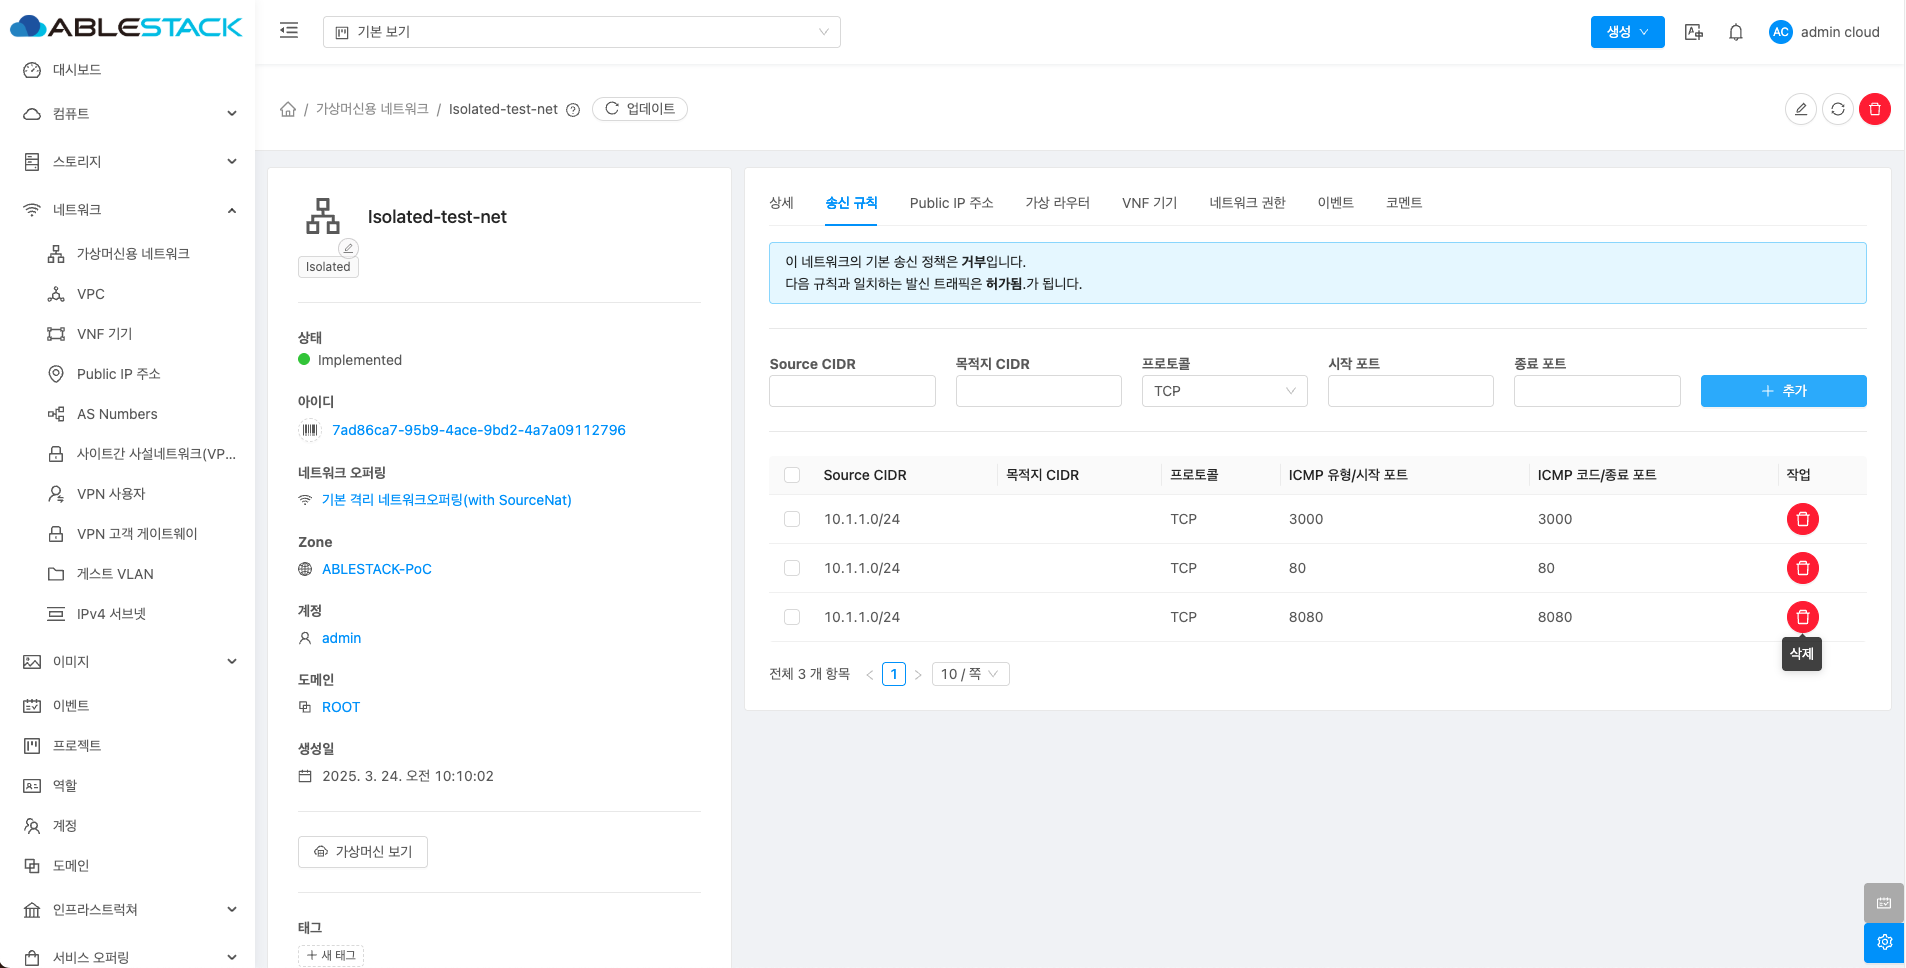 ABLESTACK
기본 보기
생성
AC
admin cloud
대시보드
컴퓨트
스토리지
네트워크
가상머신용 네트워크
VPC
VNF 기기
Public IP 주소
AS Numbers
사이트간 사설네트워크(VP...
VPN 사용자
VPN 고객 게이트웨이
게스트 VLAN
IPv4 서브넷
이미지
이벤트
프로젝트
역할
계정
도메인
인프라스트럭쳐
서비스 오퍼링
/ 가상머신용 네트워크 / Isolated-test-net
업데이트
Isolated-test-net
Isolated
상태
Implemented
아이디
7ad86ca7-95b9-4ace-9bd2-4a7a09112796
네트워크 오퍼링
기본 격리 네트워크오퍼링(with SourceNat)
Zone
ABLESTACK-PoC
계정
admin
도메인
ROOT
생성일
2025. 3. 24. 오전 10:10:02
가상머신 보기
태그
+ 새 태그
상세 송신 규칙 Public IP 주소 가상 라우터 VNF 기기 네트워크 권한 이벤트 코멘트
이 네트워크의 기본 송신 정책은 거부입니다.
다음 규칙과 일치하는 발신 트래픽은 허가됨.가 됩니다.
Source CIDR 목적지 CIDR 프로토콜 시작 포트 종료 포트
TCP
+ 추가
Source CIDR 목적지 CIDR 프로토콜 ICMP 유형/시작 포트 ICMP 코드/종료 포트 작업
10.1.1.0/24 TCP 3000 3000
10.1.1.0/24 TCP 80 80
10.1.1.0/24 TCP 8080 8080
삭제
전체 3 개 항목 < 1 > 10 / 쪽